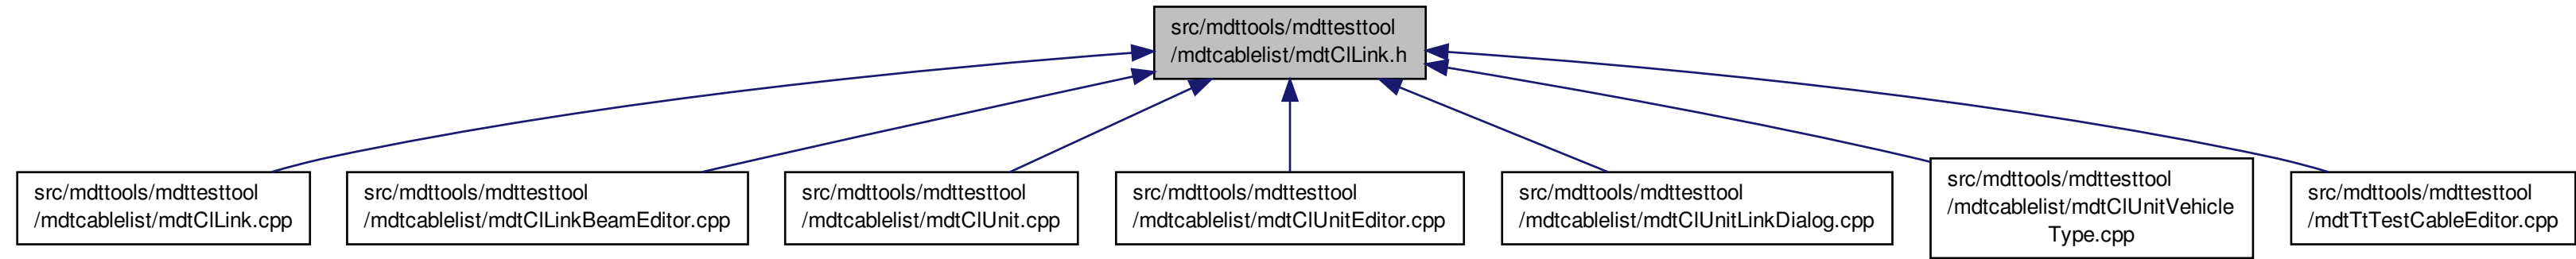 src/mdttools/mdttesttool
/mdtcablelist/mdtClLink.h
src/mdttools/mdttesttool
/mdtcablelist/mdtClLink.cpp
src/mdttools/mdttesttool
/mdtcablelist/mdtClLinkBeamEditor.cpp
src/mdttools/mdttesttool
/mdtcablelist/mdtClUnit.cpp
src/mdttools/mdttesttool
/mdtcablelist/mdtClUnitEditor.cpp
src/mdttools/mdttesttool
/mdtcablelist/mdtClUnitLinkDialog.cpp
src/mdttools/mdttesttool
/mdtcablelist/mdtClUnitVehicle
Type.cpp
src/mdttools/mdttesttool
/mdtTtTestCableEditor.cpp